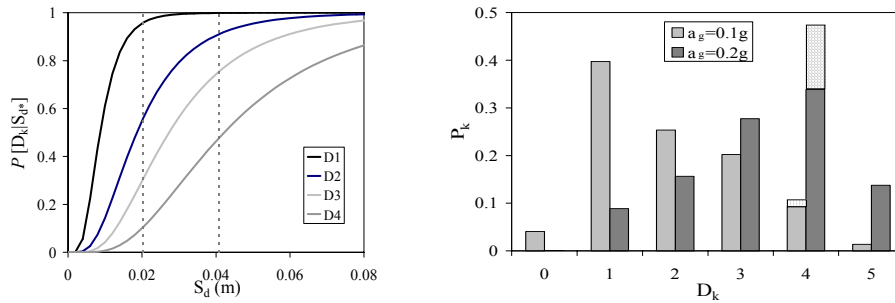 P [D_k|S_d*]
1
0.8
0.6
0.4
0.2
0
D1
D2
D3
D4
0 0.02 0.04 0.06 0.08
S_d (m)
P_k
0.5
0.4
0.3
0.2
0.1
0
a_g=0.1g
a_g=0.2g
0 1 2 3 4 5
D_k